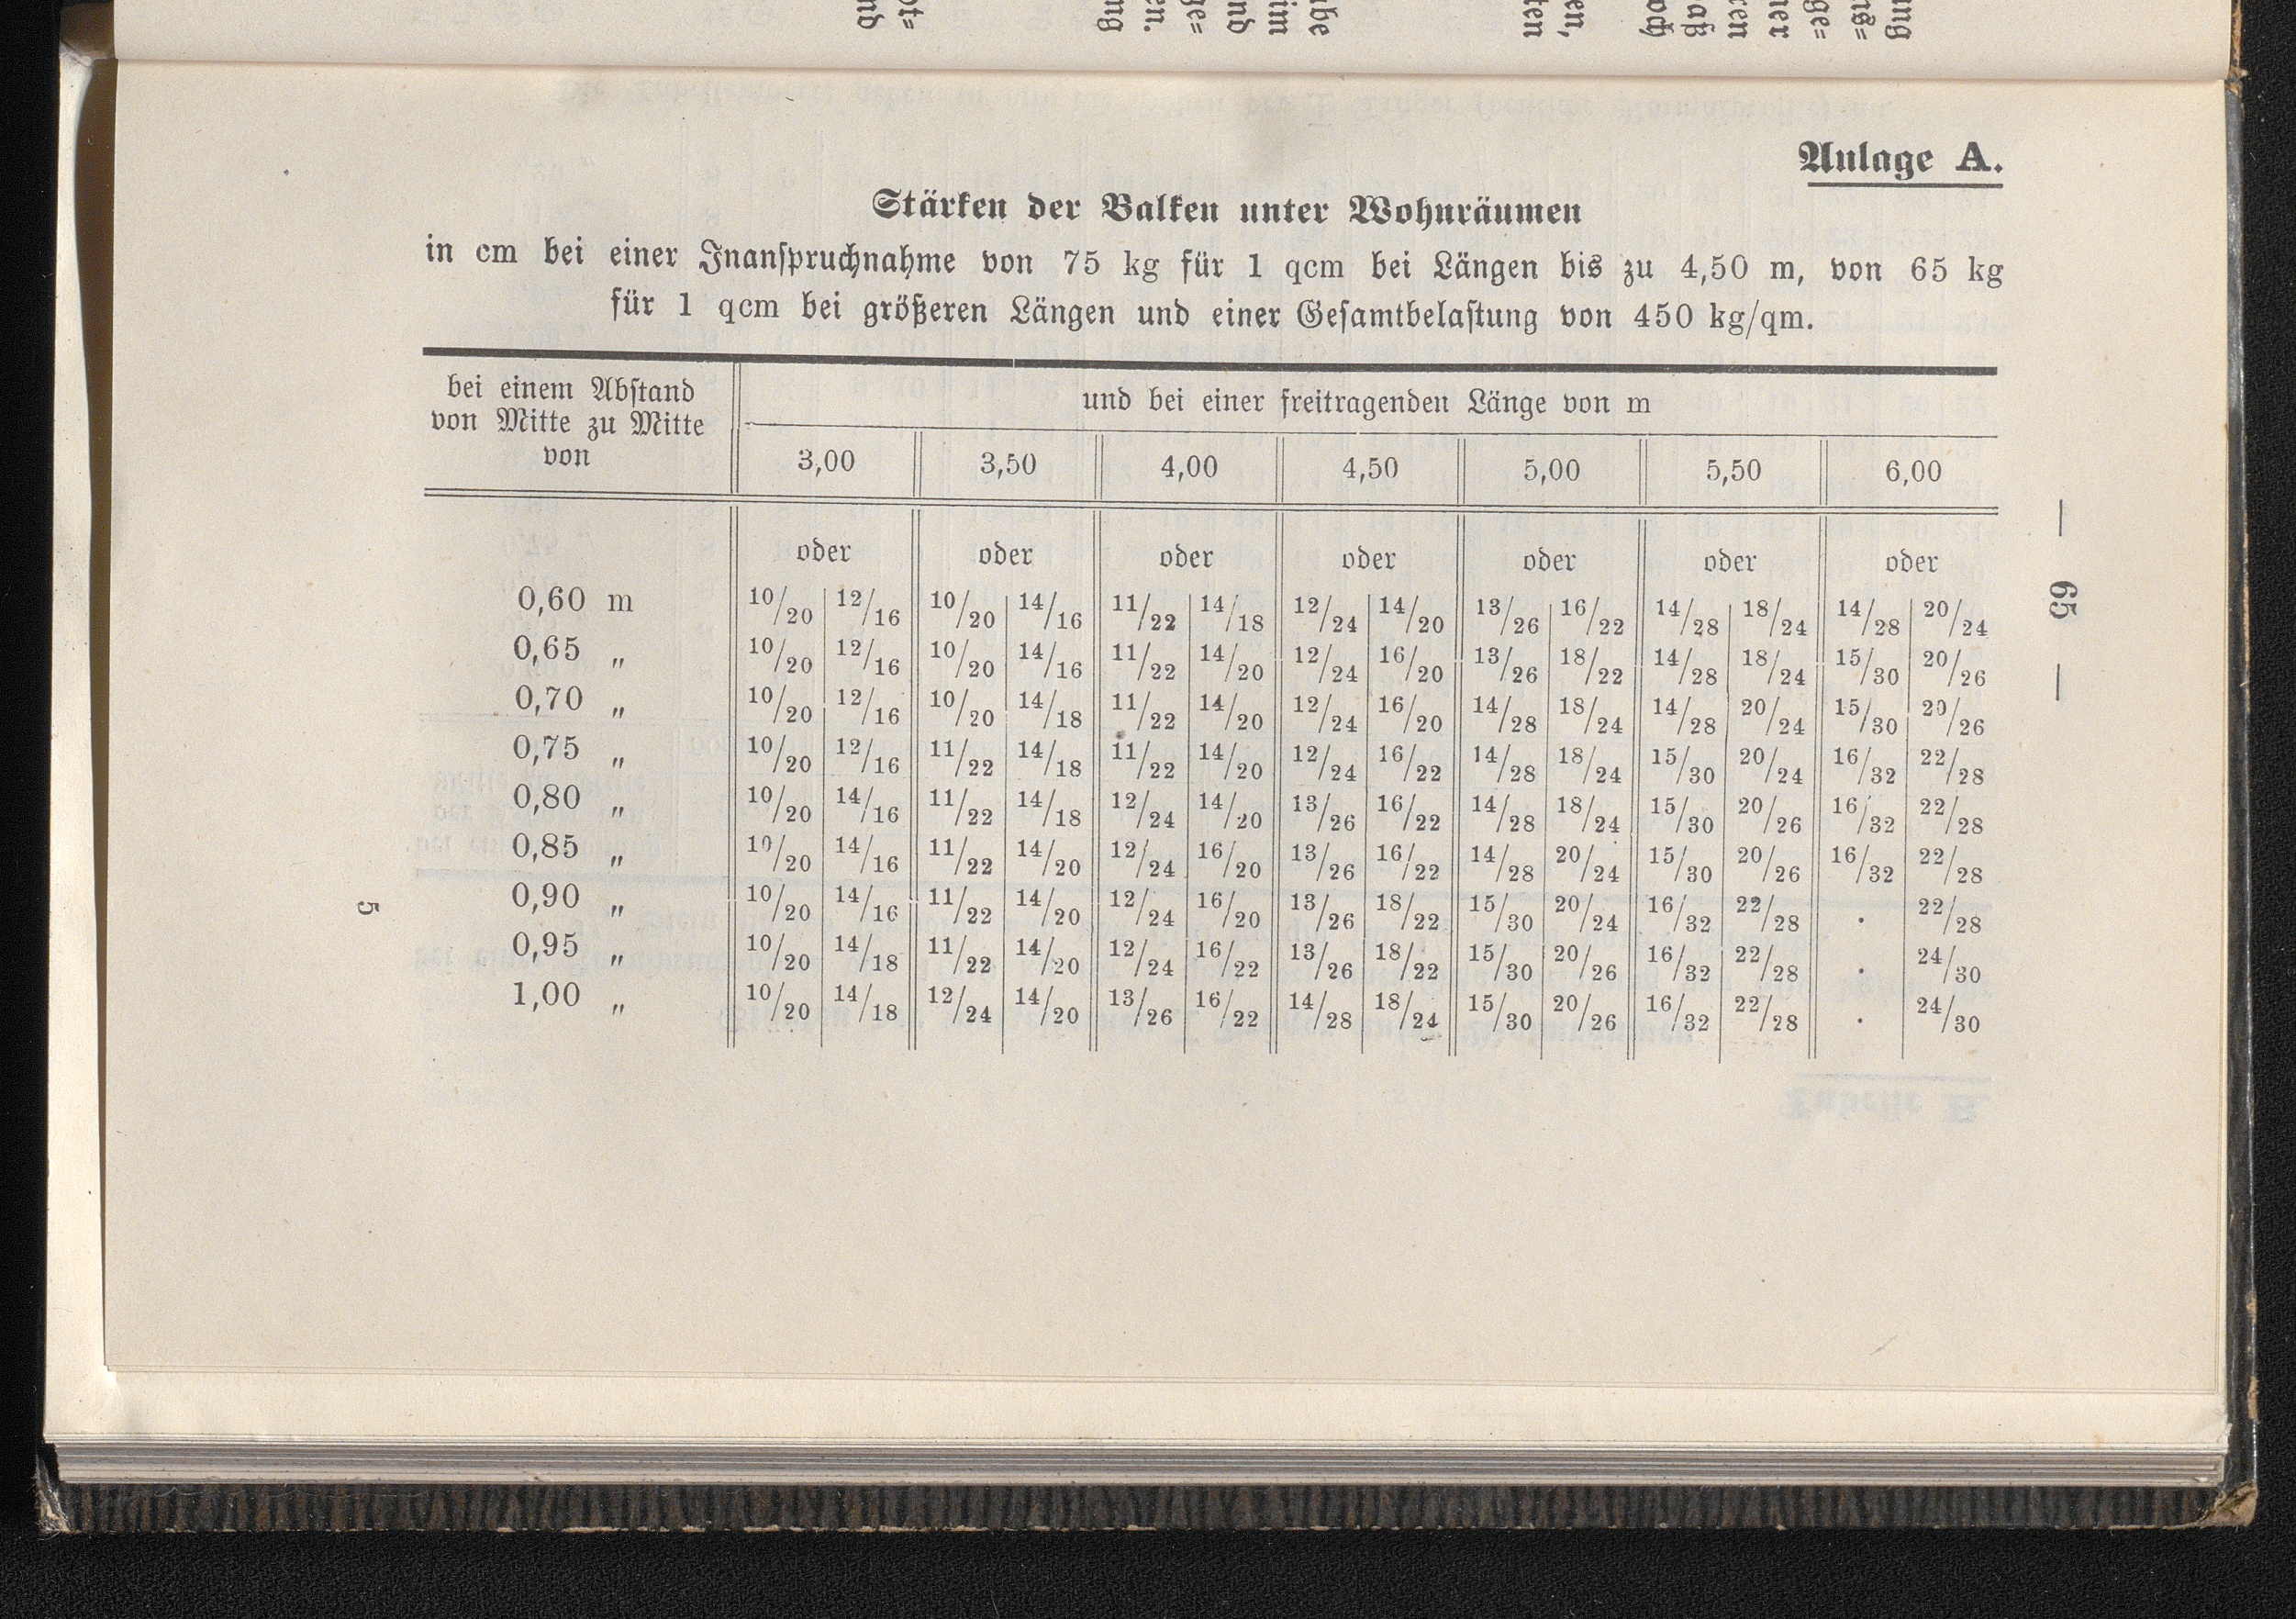 Anlage A.
Stärken der Balken unter Wohnräumen
in cm bei einer Inanspruchnahme von 75 kg für 1 qcm bei Längen bis zu 4,50 m, von 65 kg
für 1 qcm bei größeren Längen und einer Gesamtbelastung von 450 kg/qm.
bei einem Abstand
von Mitte zu Mitte
von
und bei einer freitragenden Länge von m
3,00 3,50 4,00 4,50 5,00 5,50 6,00
oder oder oder oder oder oder oder
0,60 m 10/20 12/16 10/20 14/16 11/22 14/18 12/24 14/20 13/26 16/22 14/28 18/24 14/28 20/24
0,65 „ 10/20 12/16 10/20 14/16 11/22 14/20 12/24 16/20 13/26 18/22 14/28 18/24 15/30 20/26
0,70 „ 10/20 12/16 10/20 14/18 11/22 14/20 12/24 16/20 14/28 18/24 14/28 20/24 15/30 20/26
0,75 „ 10/20 12/16 11/22 14/18 11/22 14/20 12/24 16/22 14/28 18/24 15/30 20/24 16/32 22/28
0,80 „ 10/20 14/16 11/22 14/18 12/24 14/20 13/26 16/22 14/28 18/24 15/30 20/26 16/32 22/28
0,85 „ 10/20 14/16 11/22 14/20 12/24 16/20 13/26 16/22 14/28 20/24 15/30 20/26 16/32 22/28
0,90 „ 10/20 14/16 11/22 14/20 12/24 16/20 13/26 18/22 15/30 20/24 16/32 22/28 . 22/28
0,95 „ 10/20 14/18 11/22 14/20 12/24 16/22 13/26 18/22 15/30 20/26 16/32 22/28 . 24/30
1,00 „ 10/20 14/18 12/24 14/20 13/26 16/22 14/28 18/24 15/30 20/26 16/32 22/28 . 24/30
— 65 —
5